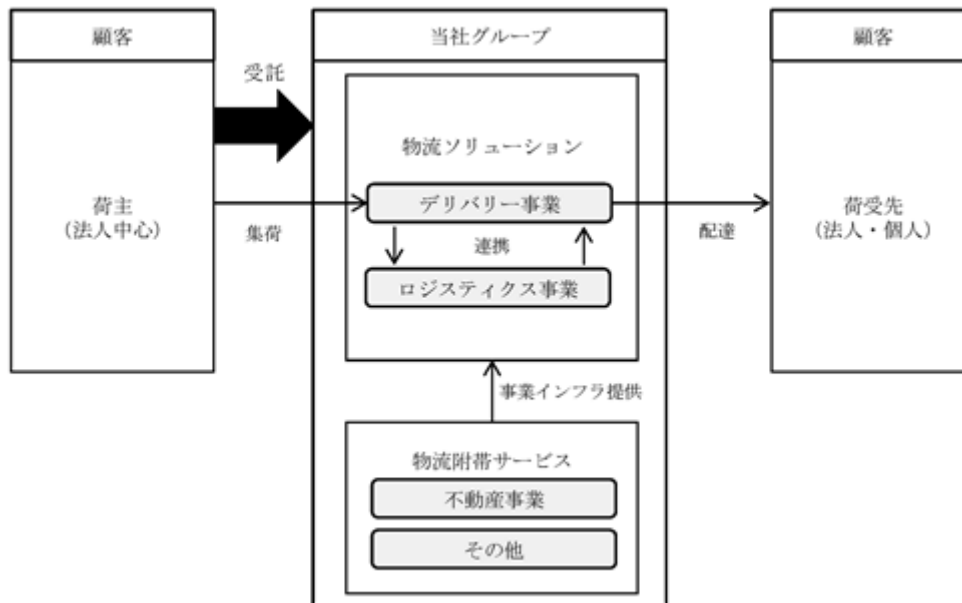 顧客
荷主
(法人中心)
受託
集荷
当社グループ
物流ソリューション
デリバリー事業
連携
ロジスティクス事業
事業インフラ提供
物流附帯サービス
不動産事業
その他
配達
顧客
荷受先
(法人・個人)